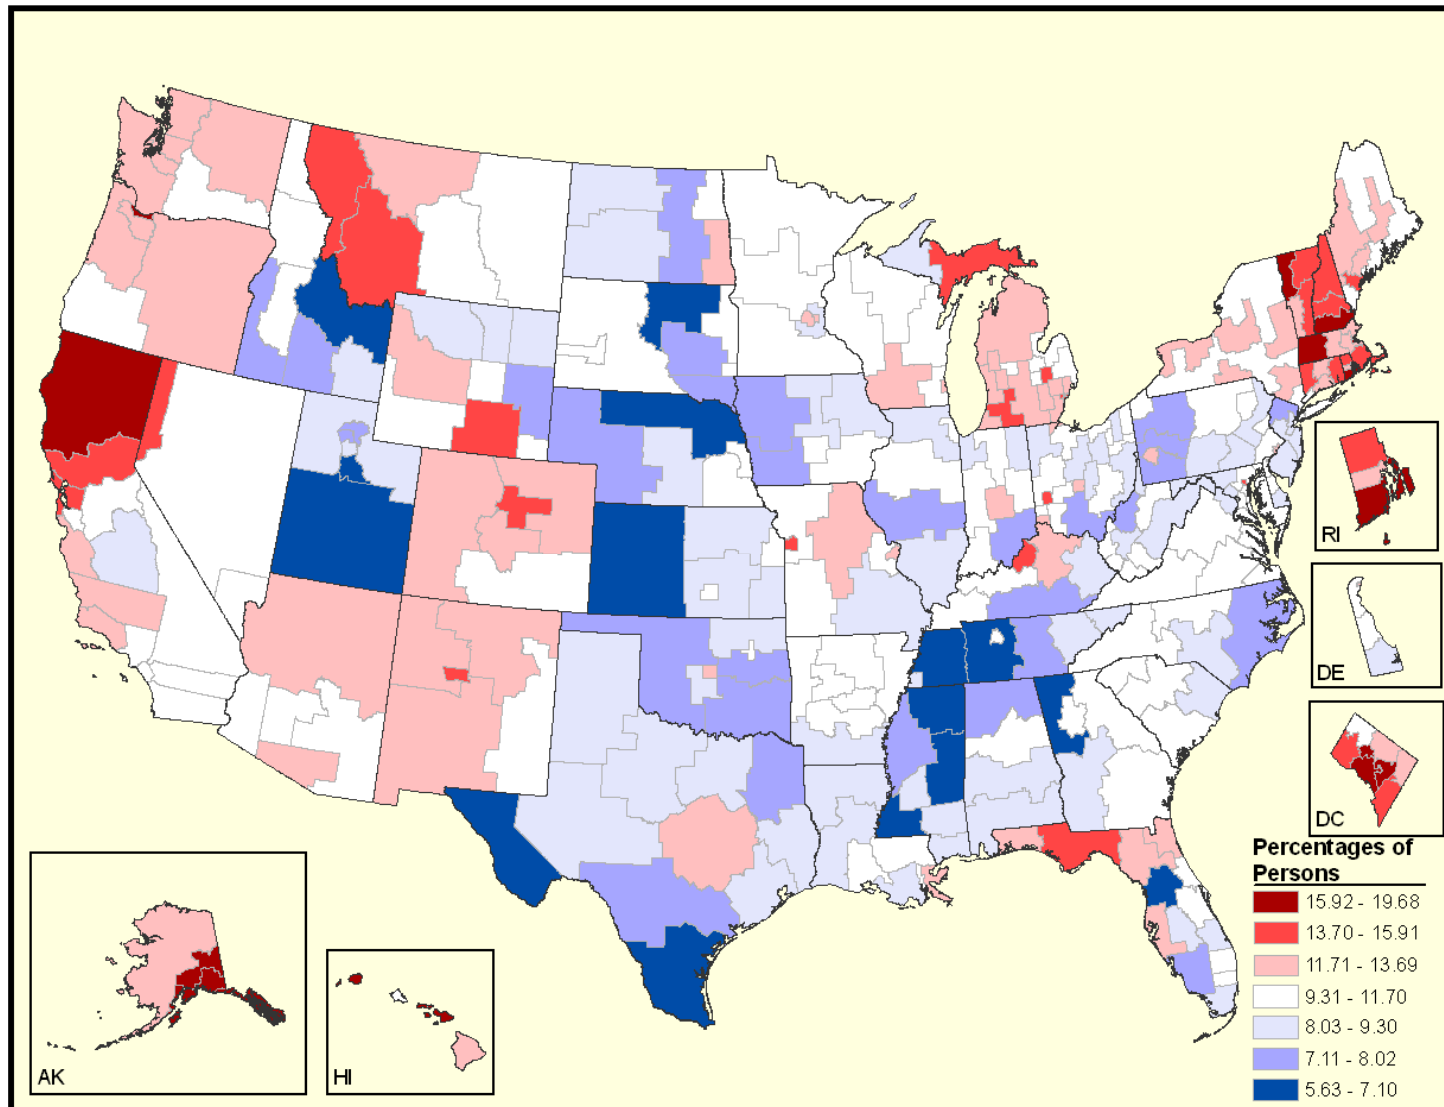 RI
DE
DC
AK
HI
Percentages of
Persons
15.92 - 19.68
13.70 - 15.91
11.71 - 13.69
9.31 - 11.70
8.03 - 9.30
7.11 - 8.02
5.63 - 7.10